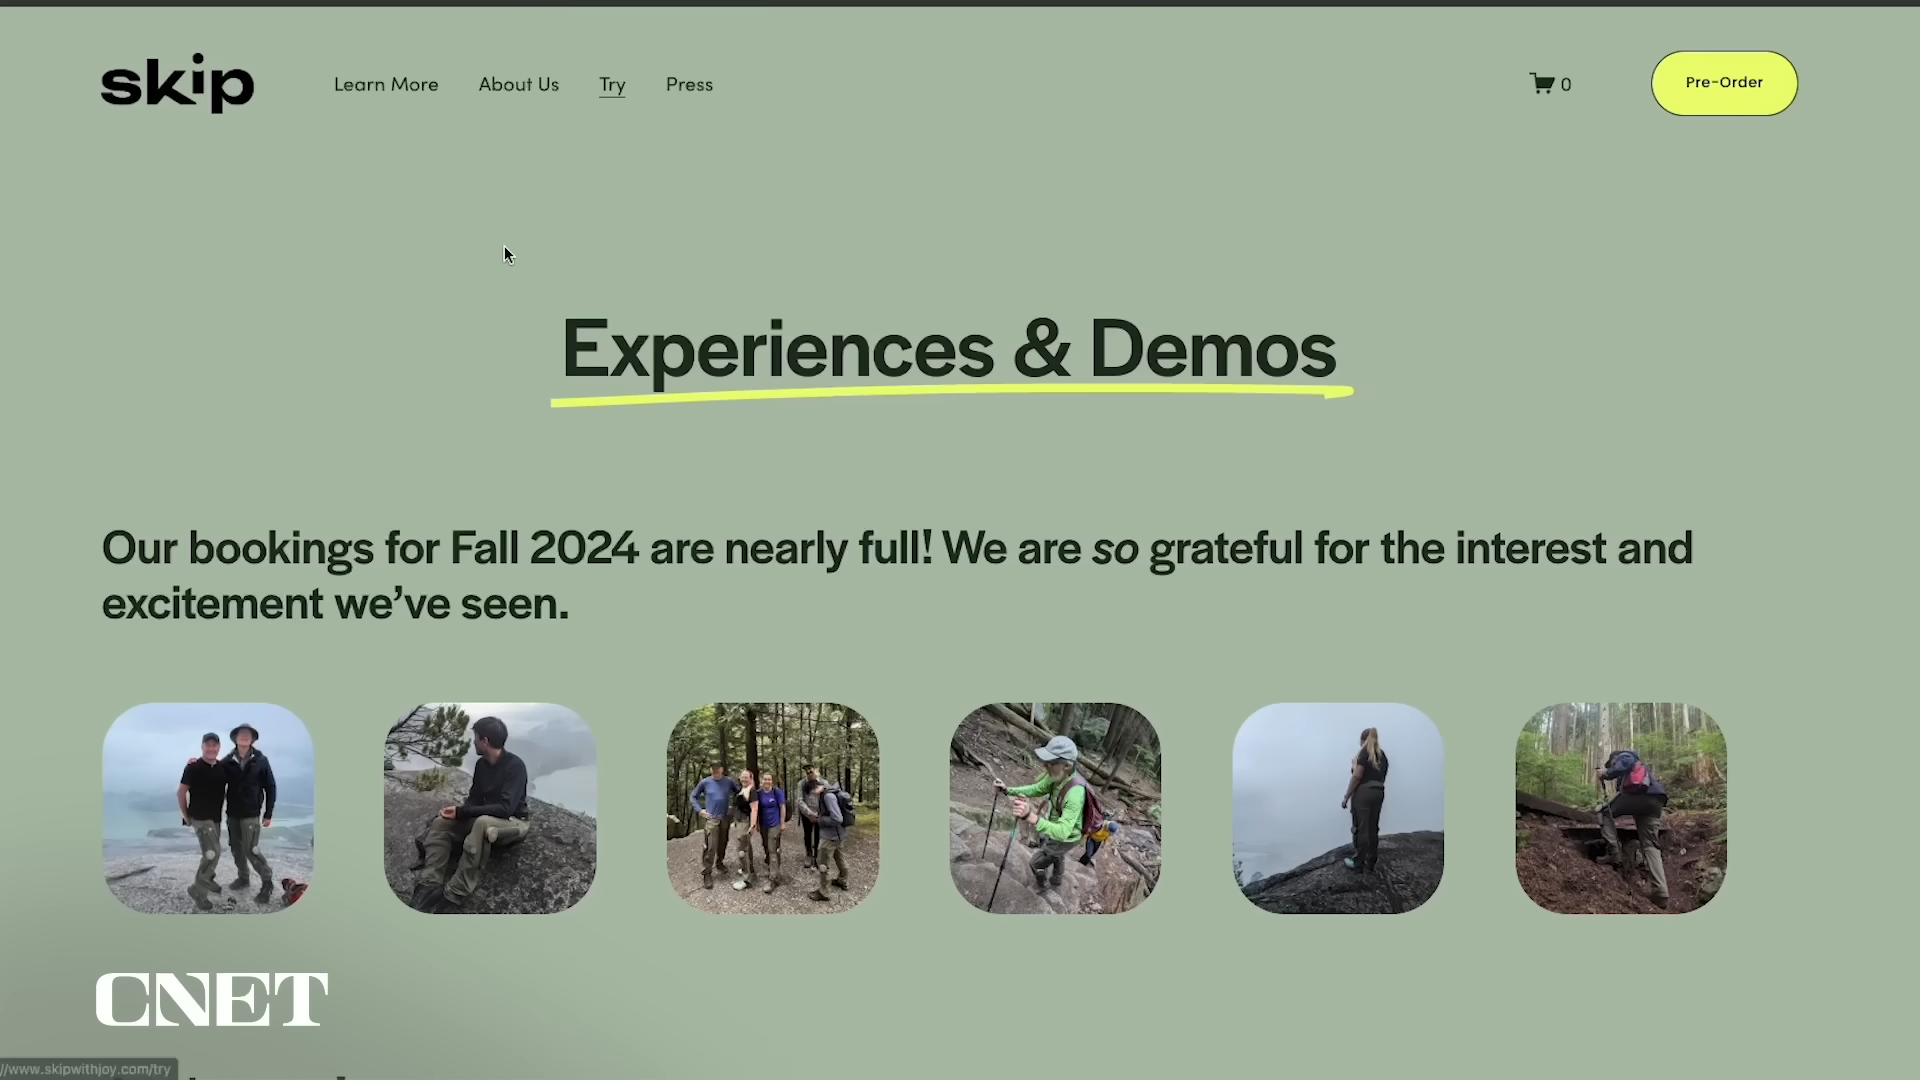 skip
Learn More
About Us
Try
Press
0
Pre-Order
Experiences & Demos
Our bookings for Fall 2024 are nearly full! We are so grateful for the interest and
excitement we’ve seen.
CNET
//www.skipwithjoy.com/try